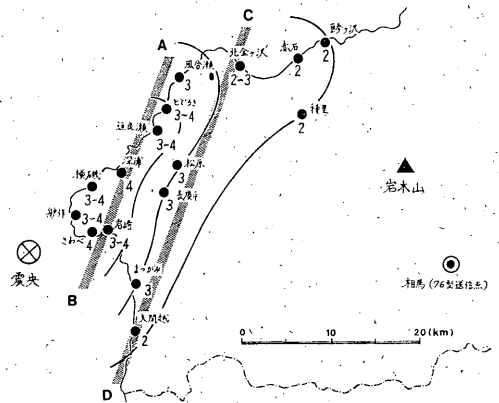 C
A
鰺ヶ沢
北金ヶ沢
赤石
2
風合瀬
2-3
2
3
とどろき
3-4
種里
2
追良瀬
3-4
深浦
松原
3
岩木山
横磯
4
3-4
長慶平
3
舮作
3-4
岩崎
さわべ
4
3-4
震央
まつがみ
3
相馬(76型送信点)
B
大間越
2
0
10
20(km)
D